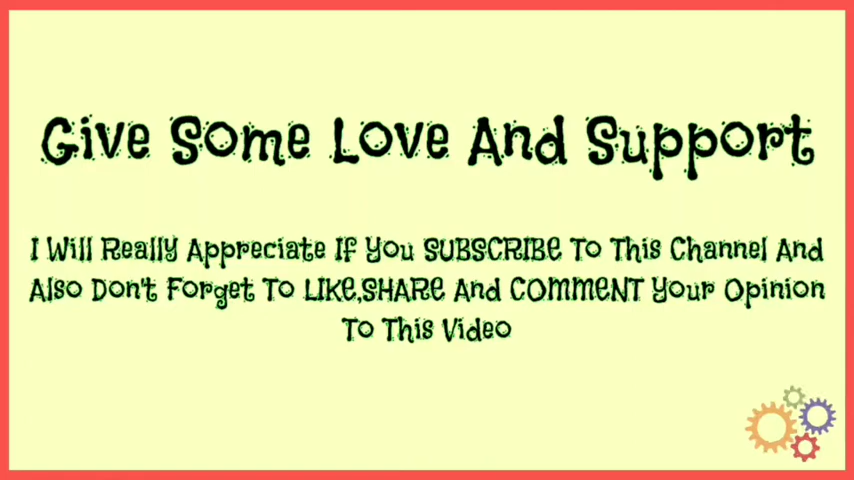 Give Some Love And Support
I Will Really Appreciate If You SUBSCRIBE To This Channel And
Also Don't Forget To LIKE,SHARE And COMMENT Your Opinion
To This Video